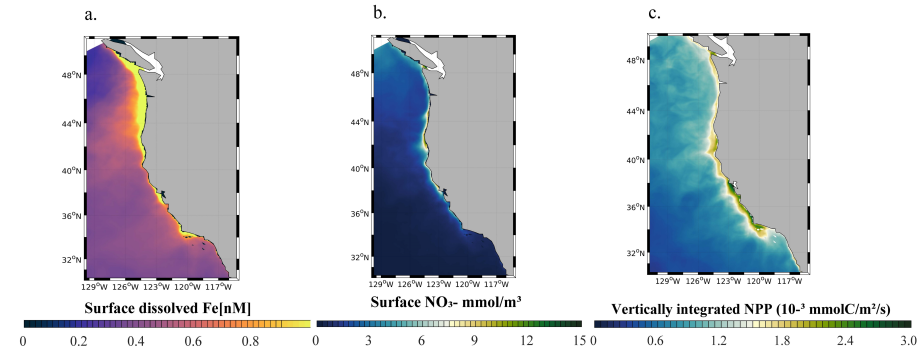 a.
b.
c.
48°N
44°N
40°N
36°N
32°N
129°W 126°W 123°W 120°W 117°W
48°N
44°N
40°N
36°N
32°N
129°W 126°W 123°W 120°W 117°W
48°N
44°N
40°N
36°N
32°N
129°W 126°W 123°W 120°W 117°W
Surface dissolved Fe[nM]
Surface NO₃- mmol/m³
Vertically integrated NPP (10-³ mmolC/m²/s)
0 0.2 0.4 0.6 0.8
0 3 6 9 12 15
0 0.6 1.2 1.8 2.4 3.0